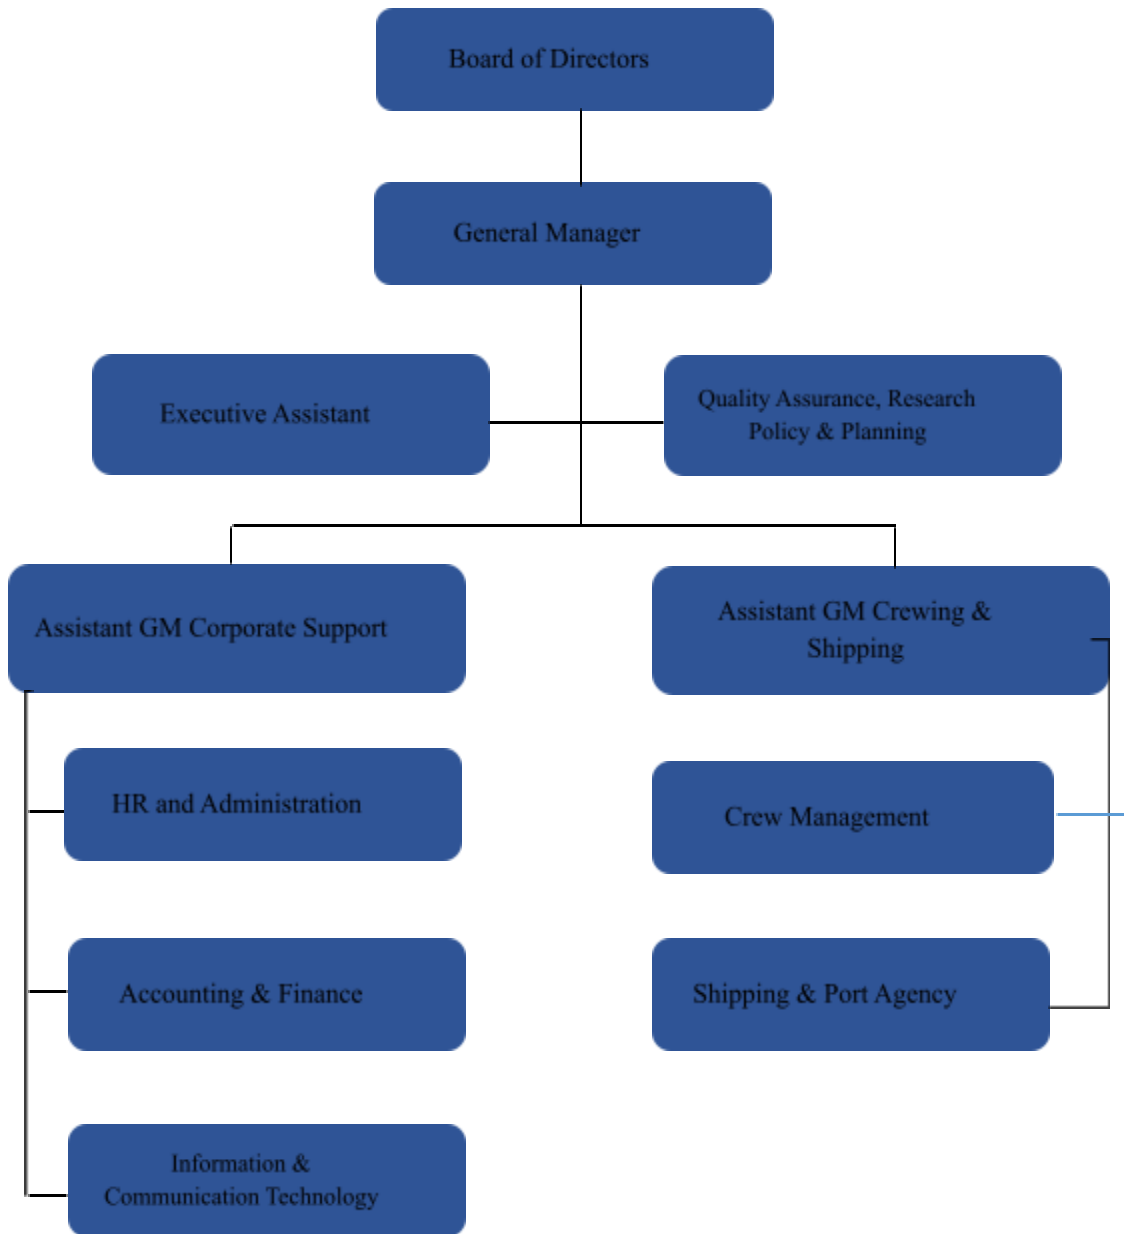 Board of Directors
General Manager
Executive Assistant
Quality Assurance, Research
Policy & Planning
Assistant GM Corporate Support
Assistant GM Crewing &
Shipping
HR and Administration
Crew Management
Accounting & Finance
Shipping & Port Agency
Information &
Communication Technology